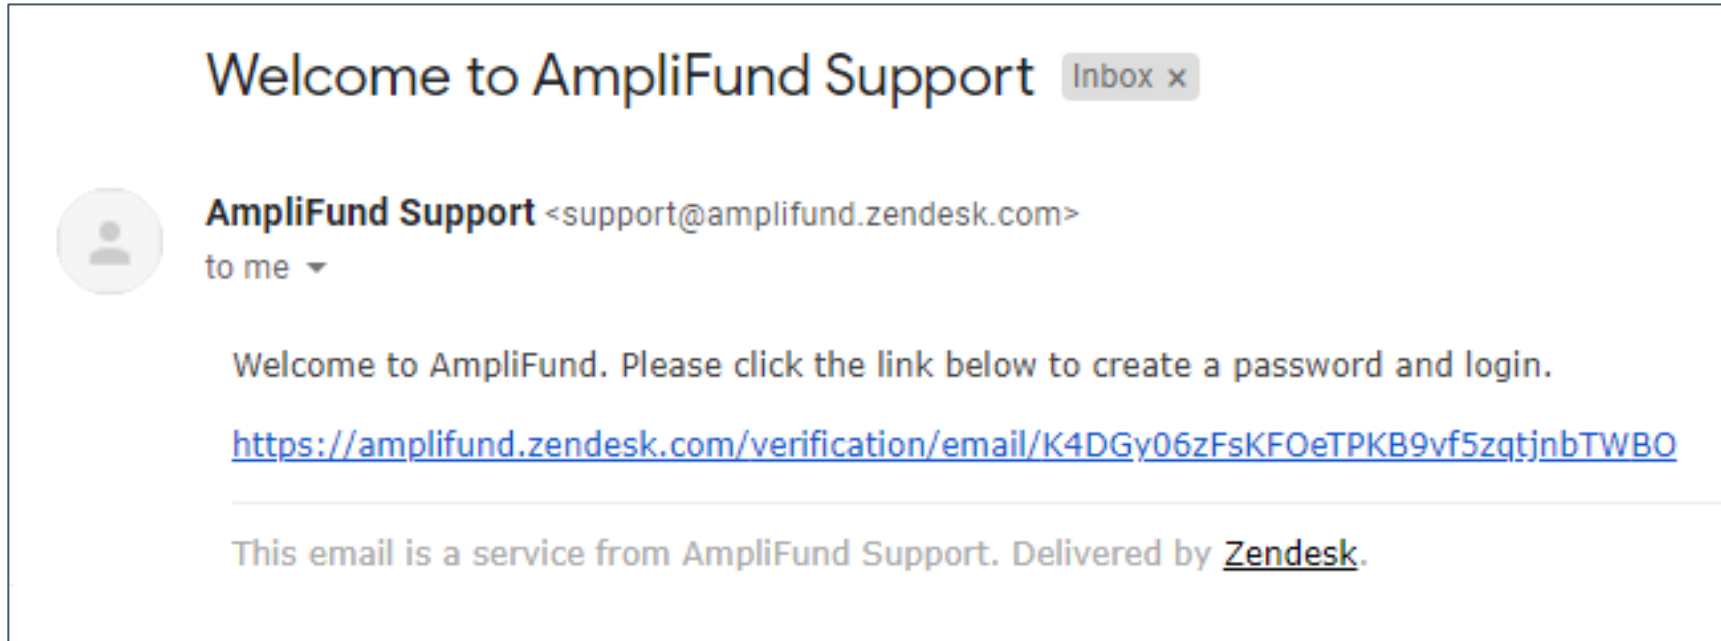 Welcome to AmpliFund Support Inbox x
AmpliFund Support <support@amplifund.zendesk.com>
to me
Welcome to AmpliFund. Please click the link below to create a password and login.
https://amplifund.zendesk.com/verification/email/K4DGy06zFsKFOeTPKB9vf5zqtjnbTWBO
This email is a service from AmpliFund Support. Delivered by Zendesk.